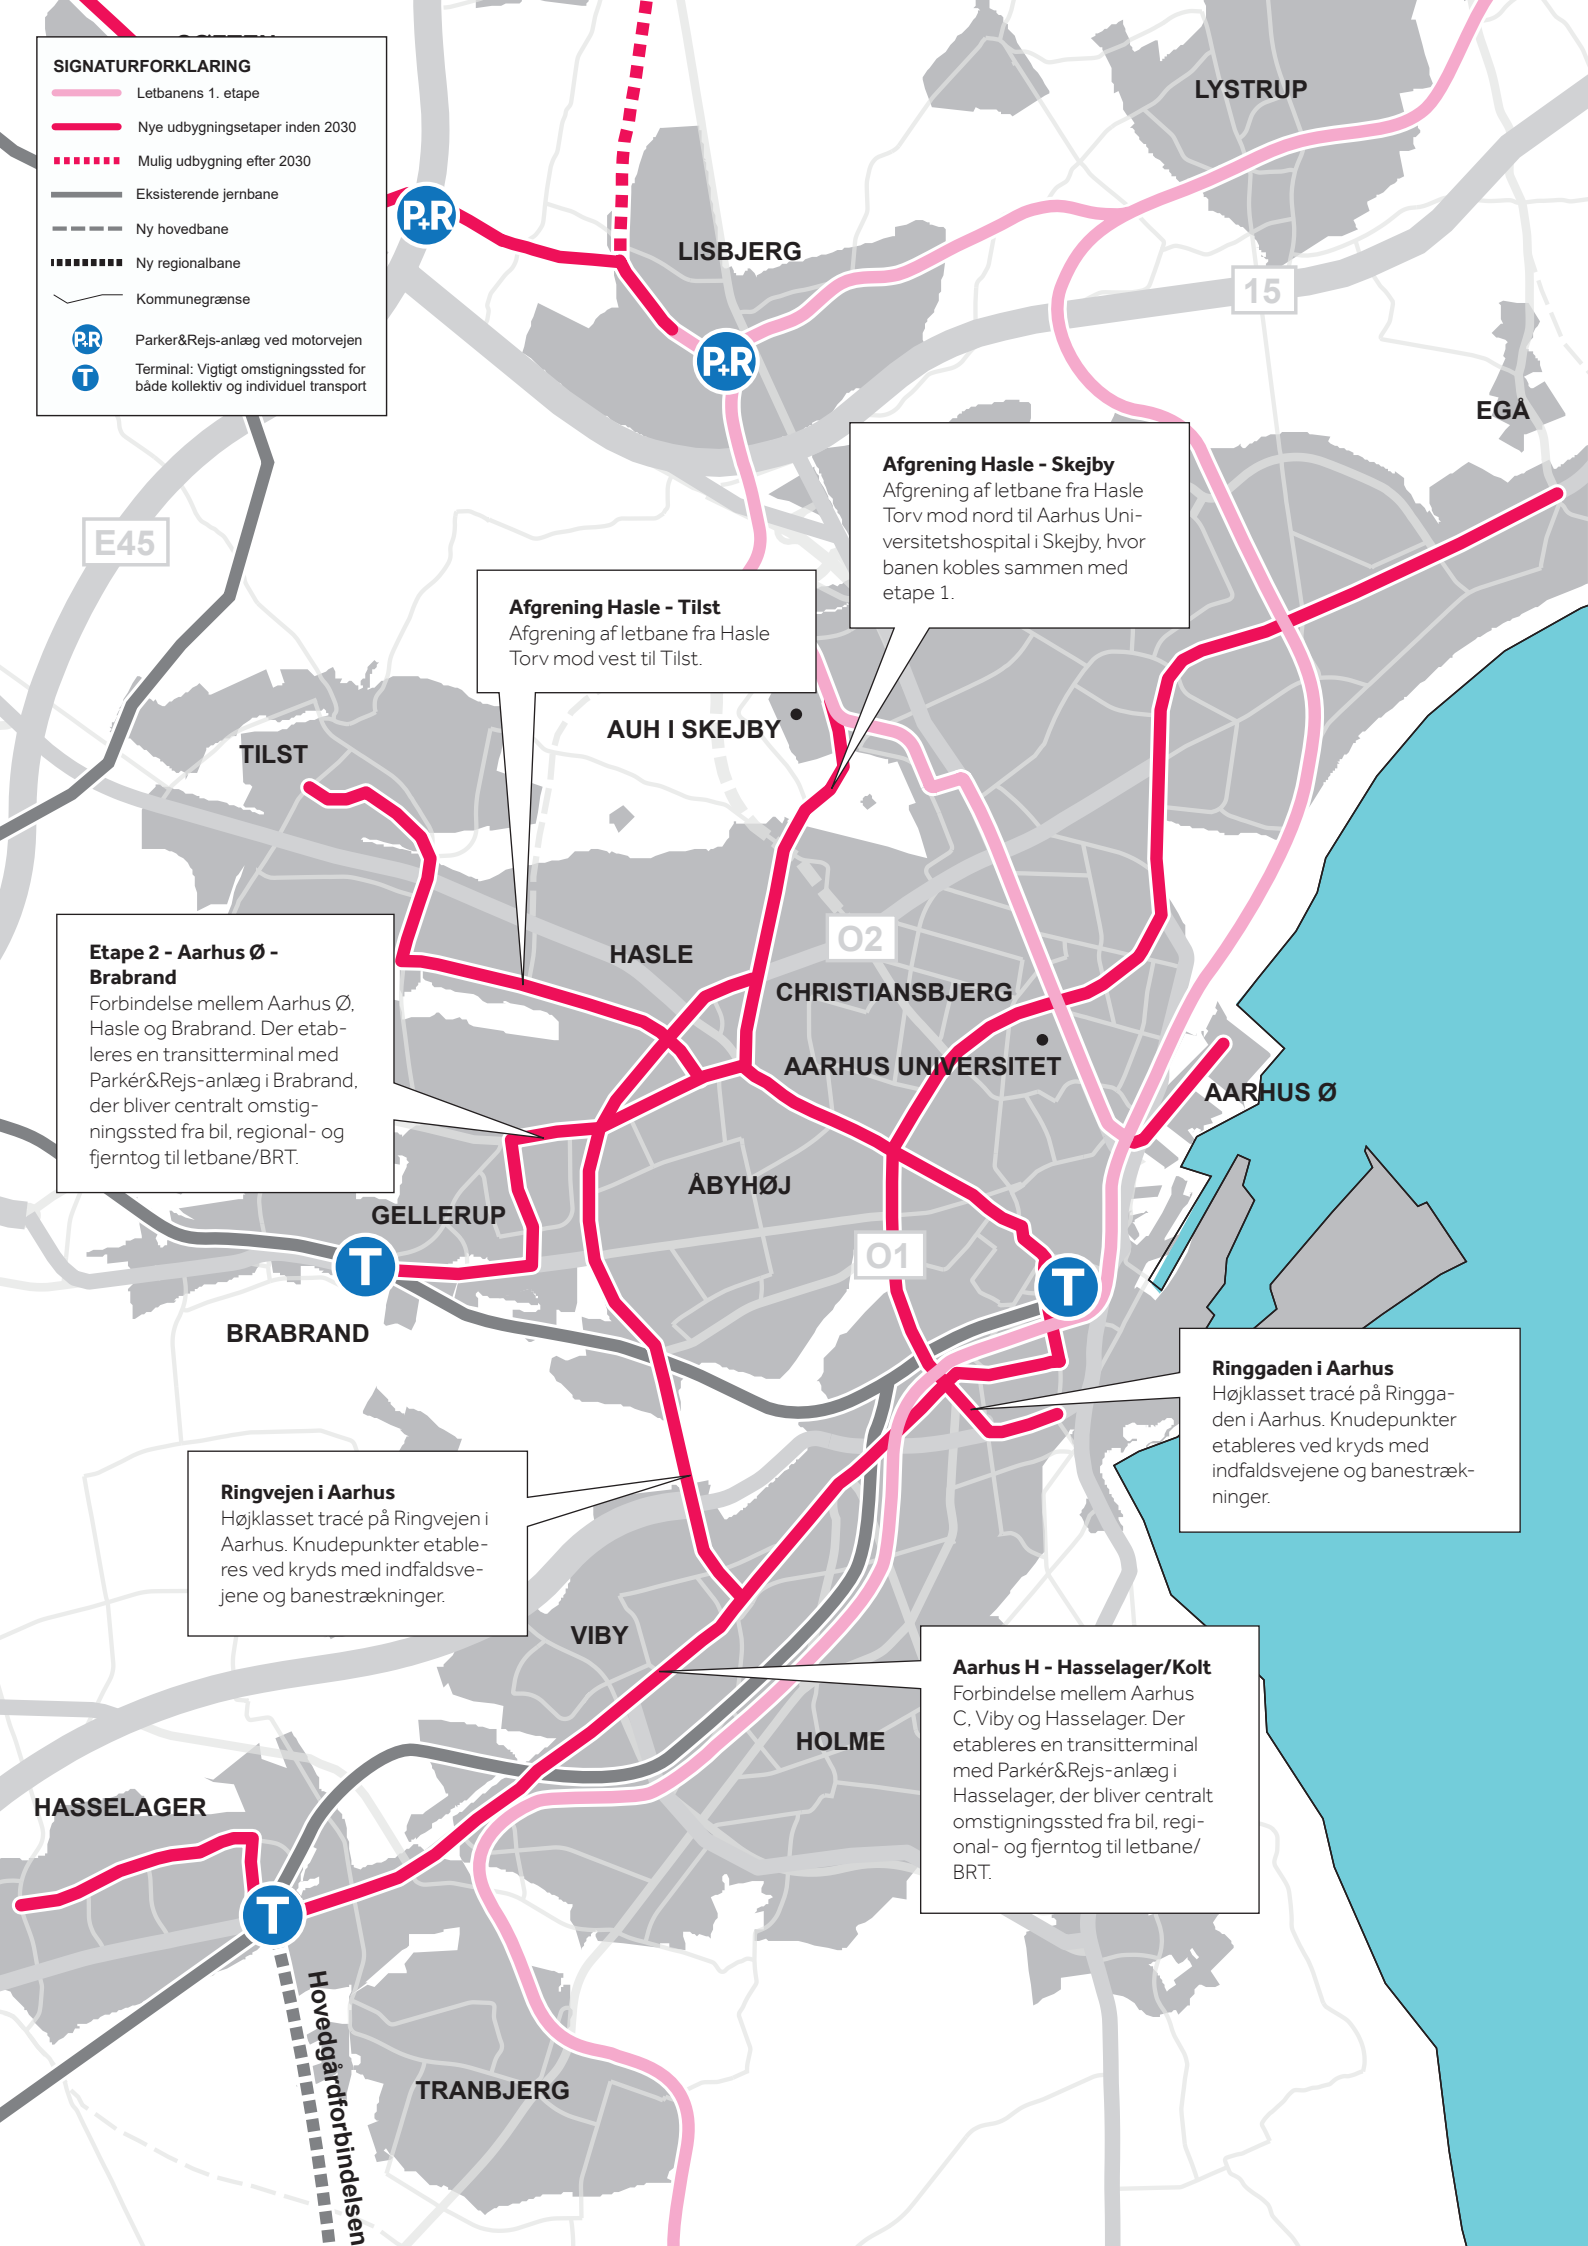 SIGNATURFORKLARING
Letbanens 1. etape
Nye udbygningsetaper inden 2030
Mulig udbygning efter 2030
Eksisterende jernbane
Ny hovedbane
Ny regionalbane
Kommunegrænse
P+R
Parker&Rejs-anlæg ved motorvejen
T
Terminal: Vigtigt omstigningssted for
både kollektiv og individuel transport
LYSTRUP
P+R
LISBJERG
15
P+R
EGÅ
E45
Afgrening Hasle - Skejby
Afgrening af letbane fra Hasle
Torv mod nord til Aarhus Uni-
versitetshospital i Skejby, hvor
banen kobles sammen med
etape 1.
Afgrening Hasle - Tilst
Afgrening af letbane fra Hasle
Torv mod vest til Tilst.
AUH I SKEJBY
TILST
Etape 2 - Aarhus Ø -
Brabrand
Forbindelse mellem Aarhus Ø,
Hasle og Brabrand. Der etab-
leres en transitterminal med
Parkér&Rejs-anlæg i Brabrand,
der bliver centralt omstig-
ningssted fra bil, regional- og
fjerntog til letbane/BRT.
HASLE
O2
CHRISTIANSBJERG
AARHUS UNIVERSITET
AARHUS Ø
ÅBYHØJ
GELLERUP
O1
T
T
BRABRAND
Ringgaden i Aarhus
Højklasset tracé på Ringga-
den i Aarhus. Knudepunkter
etableres ved kryds med
indfaldsvejene og banestræk-
ninger.
Ringvejen i Aarhus
Højklasset tracé på Ringvejen i
Aarhus. Knudepunkter etable-
res ved kryds med indfaldsve-
jene og banestrækninger.
VIBY
Aarhus H - Hasselager/Kolt
Forbindelse mellem Aarhus
C, Viby og Hasselager. Der
etableres en transitterminal
med Parkér&Rejs-anlæg i
Hasselager, der bliver centralt
omstigningssted fra bil, regi-
onal- og fjerntog til letbane/
BRT.
HOLME
HASSELAGER
T
Hovedgårdforbindelsen
TRANBJERG